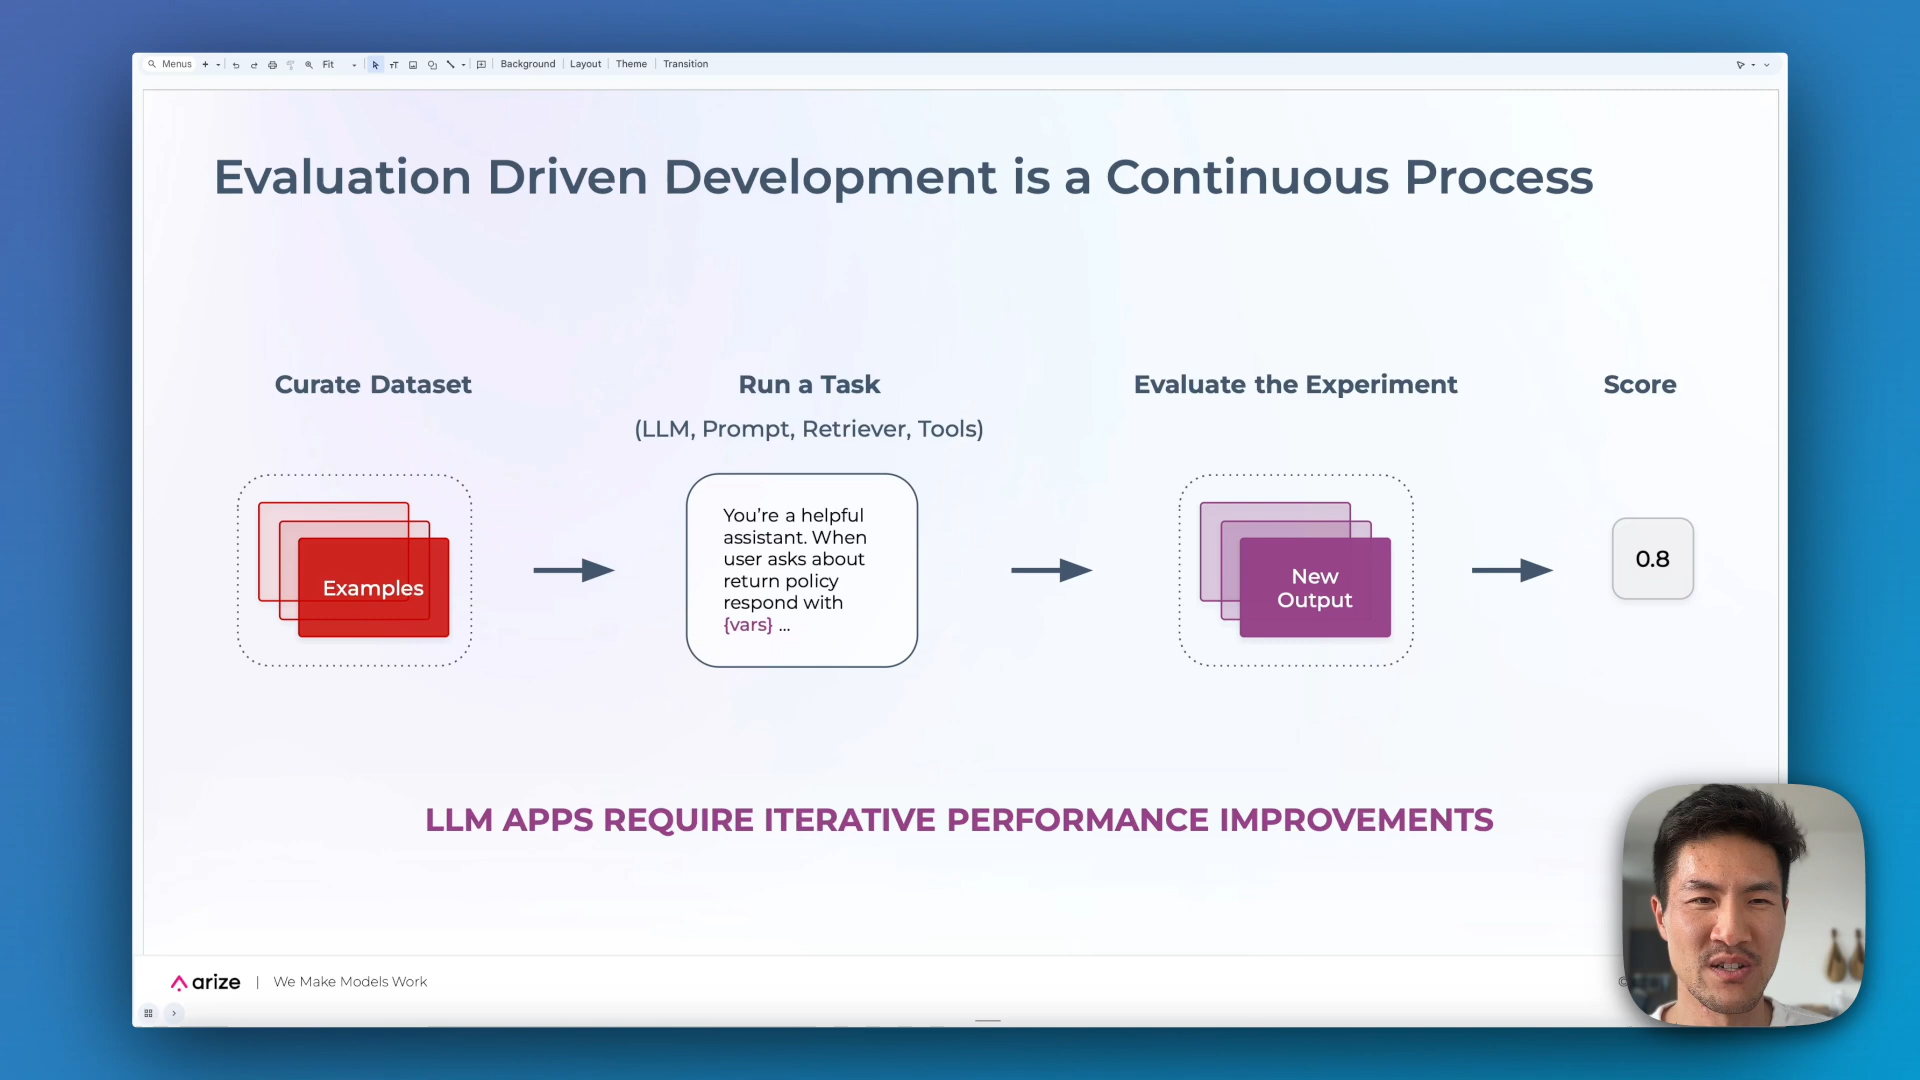 Menus
Fit
Background
Layout
Theme
Transition
Evaluation Driven Development is a Continuous Process
Curate Dataset
Run a Task
(LLM, Prompt, Retriever, Tools)
Evaluate the Experiment
Score
Examples
You're a helpful
assistant. When
user asks about
return policy
respond with
{vars} ...
New
Output
0.8
LLM APPS REQUIRE ITERATIVE PERFORMANCE IMPROVEMENTS
arize | We Make Models Work